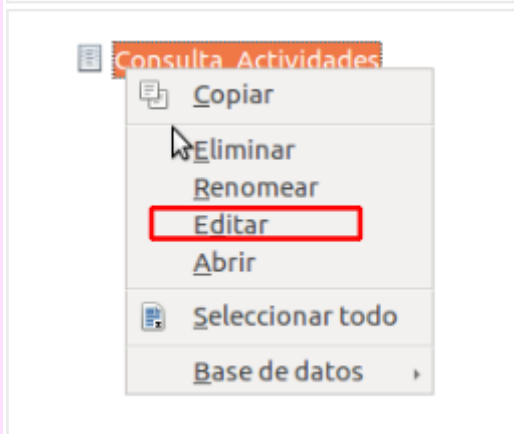 Consulta_Actividades
Copiar
Eliminar
Renomear
Editar
Abrir
Seleccionar todo
Base de datos